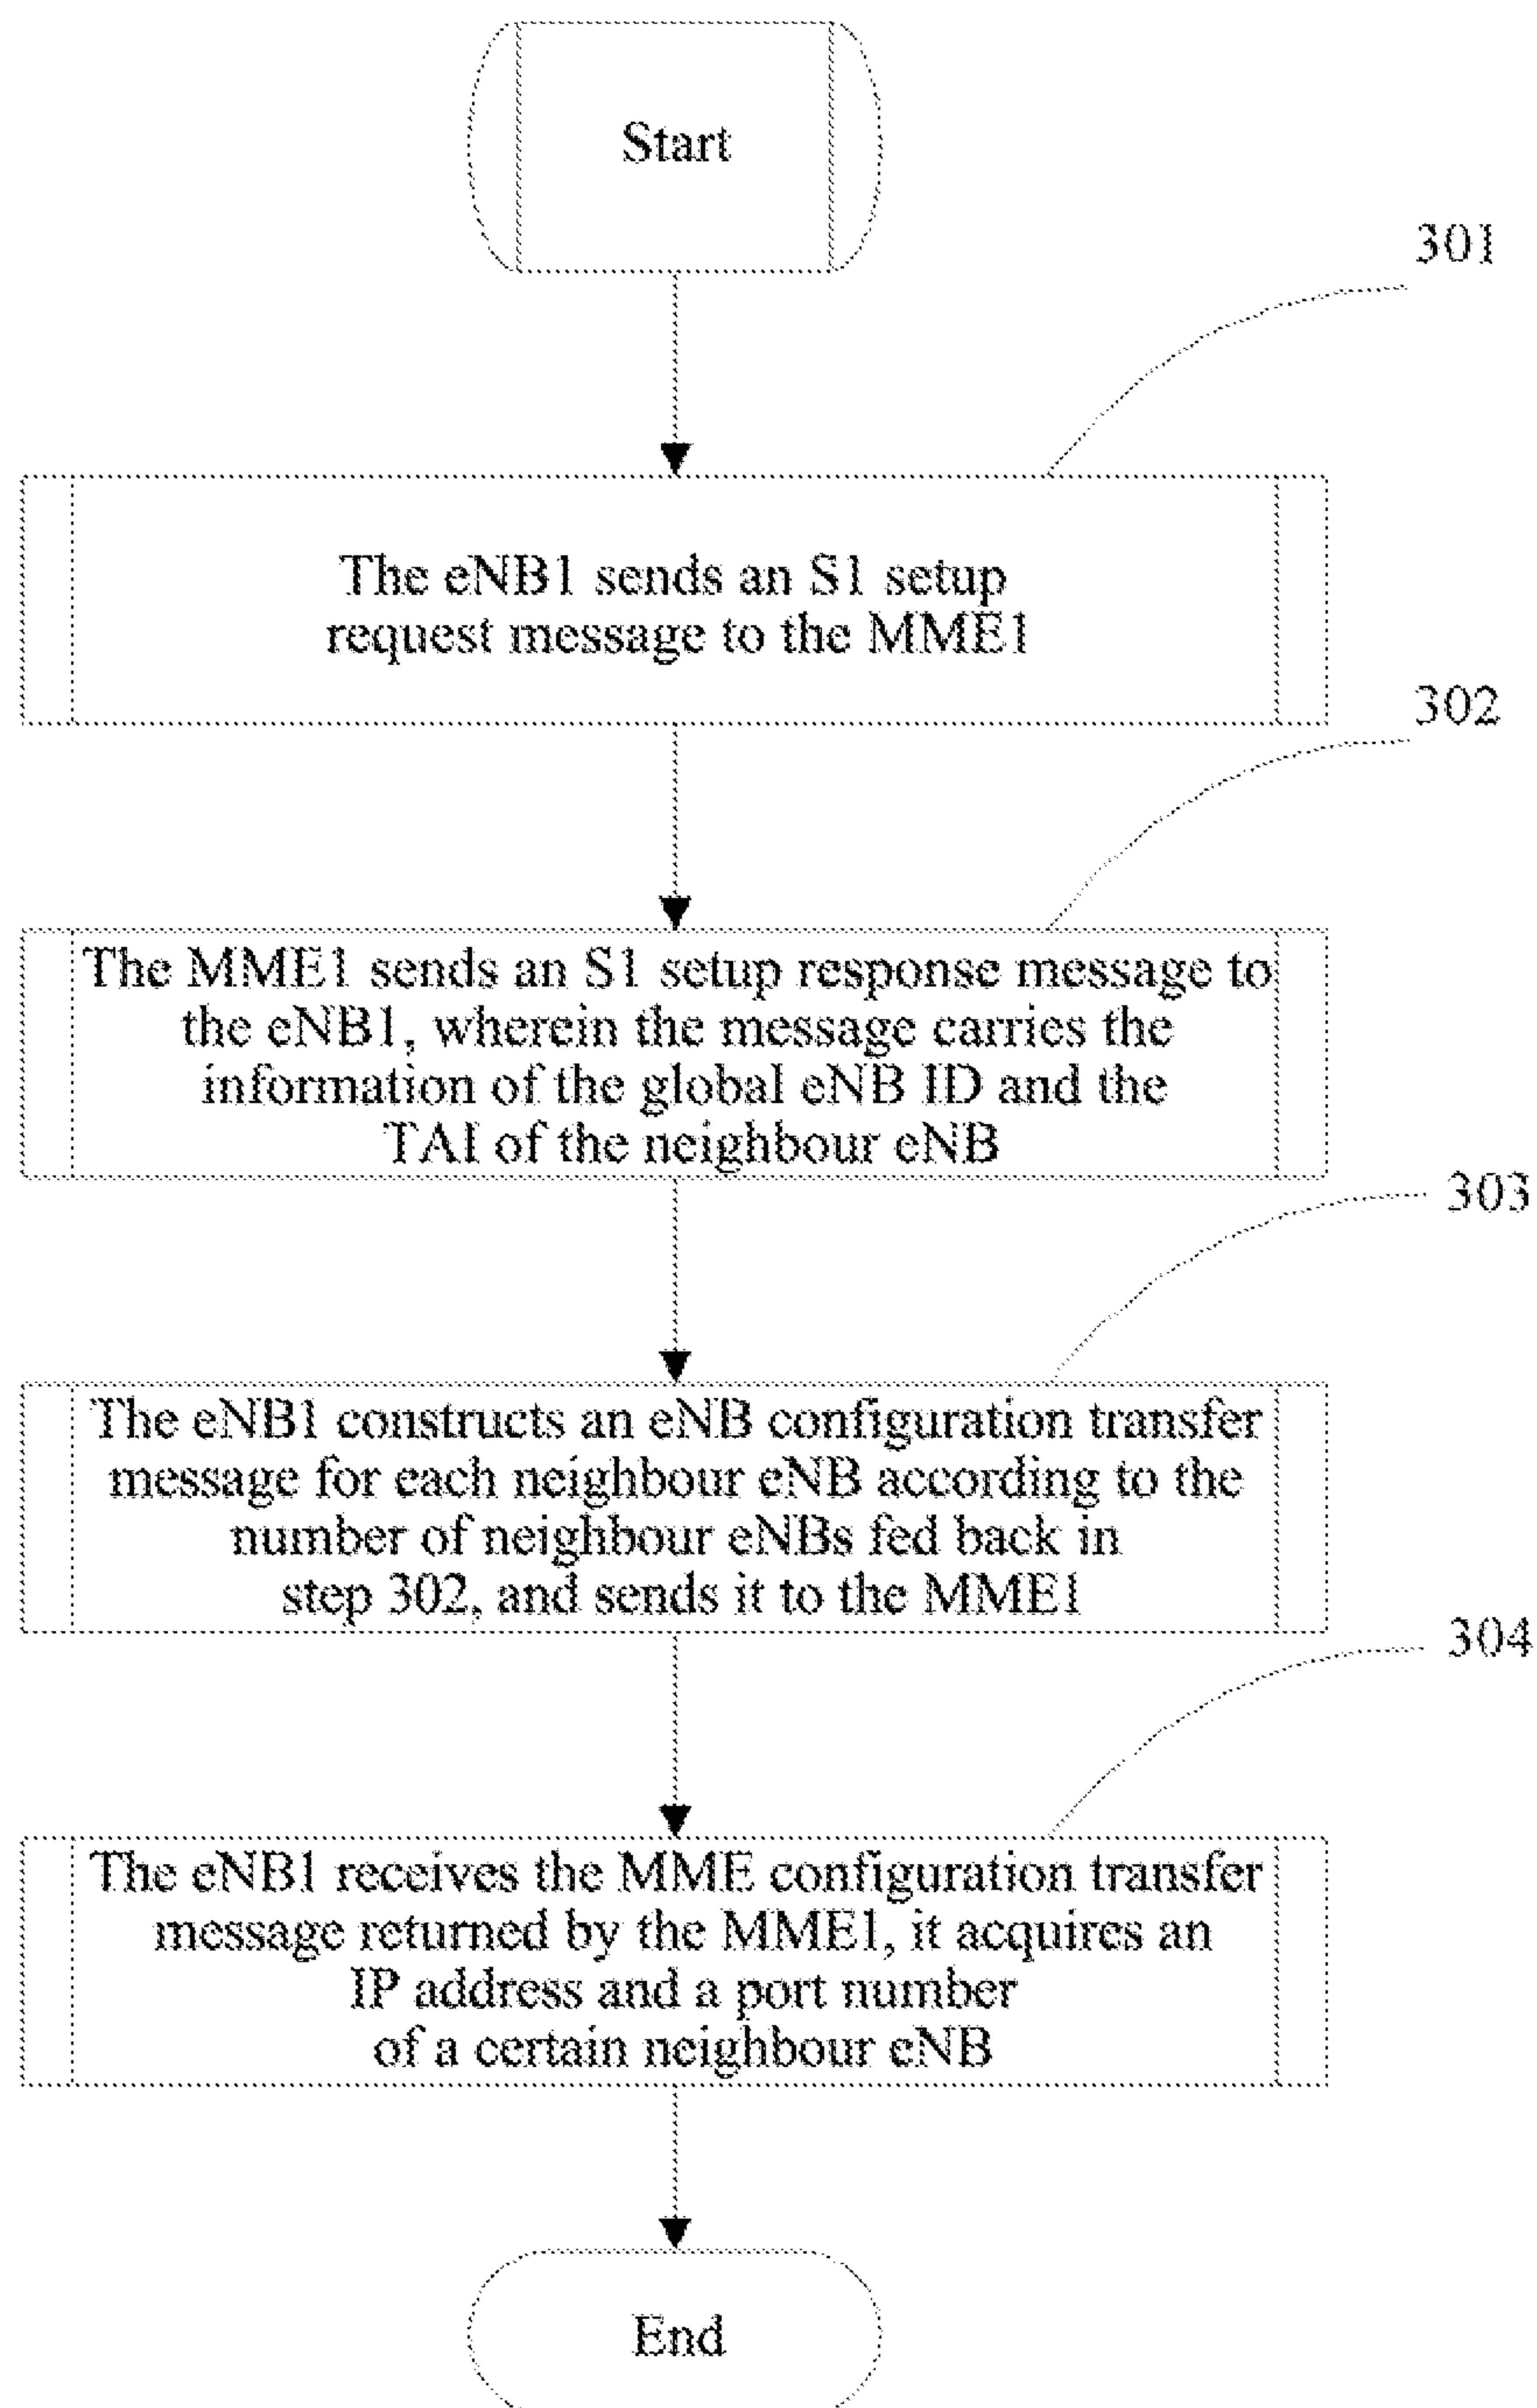 Start
301
The eNB1 sends an S1 setup
request message to the MME1
302
The MME1 sends an S1 setup response message to
the eNB1, wherein the message carries the
information of the global eNB ID and the
TAI of the neighbour eNB
303
The eNB1 constructs an eNB configuration transfer
message for each neighbour eNB according to the
number of neighbour eNBs fed back in
step 302, and sends it to the MME1
304
The eNB1 receives the MME configuration transfer
message returned by the MME1, it acquires an
IP address and a port number
of a certain neighbour eNB
End